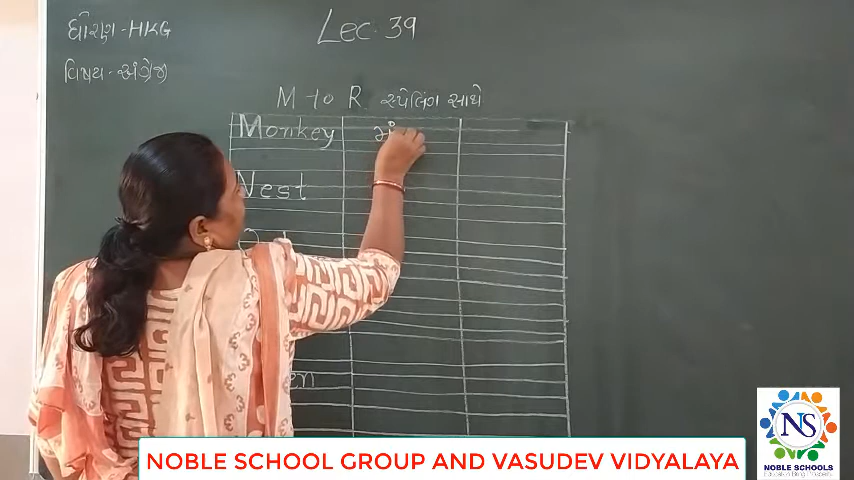 ધોરણ - HKG
Lec. 39
વિષય - અંગ્રેજી
M to R સ્પેલિંગ સાથે
Monkey મં
Nest
NS
NOBLE SCHOOLS
NOBLE SCHOOL GROUP AND VASUDEV VIDYALAYA